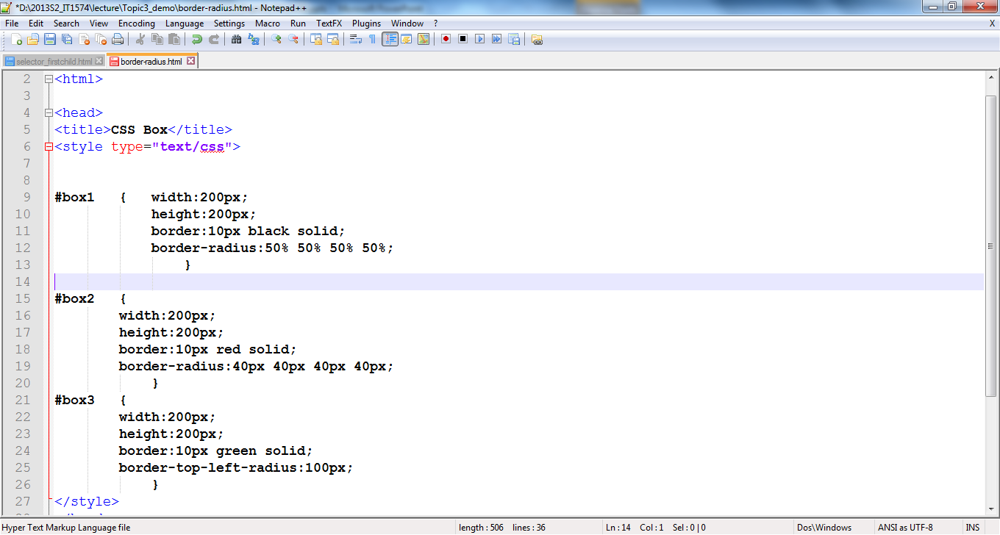 *D:\2013S2_IT1574\lecture\Topic3_demo\border-radius.html - Notepad++
File Edit Search View Encoding Language Settings Macro Run TextFX Plugins Window ? X
selector_firstchild.html border-radius.html
2 <html>
3
4 <head>
5 <title>CSS Box</title>
6 <style type="text/css">
7
8
9 #box1 { width:200px;
10 height:200px;
11 border:10px black solid;
12 border-radius:50% 50% 50% 50%;
13 }
14
15 #box2 {
16 width:200px;
17 height:200px;
18 border:10px red solid;
19 border-radius:40px 40px 40px 40px;
20 }
21 #box3 {
22 width:200px;
23 height:200px;
24 border:10px green solid;
25 border-top-left-radius:100px;
26 }
27 </style>
Hyper Text Markup Language file length : 506 lines : 36 Ln : 14 Col : 1 Sel : 0 | 0 Dos\Windows ANSI as UTF-8 INS